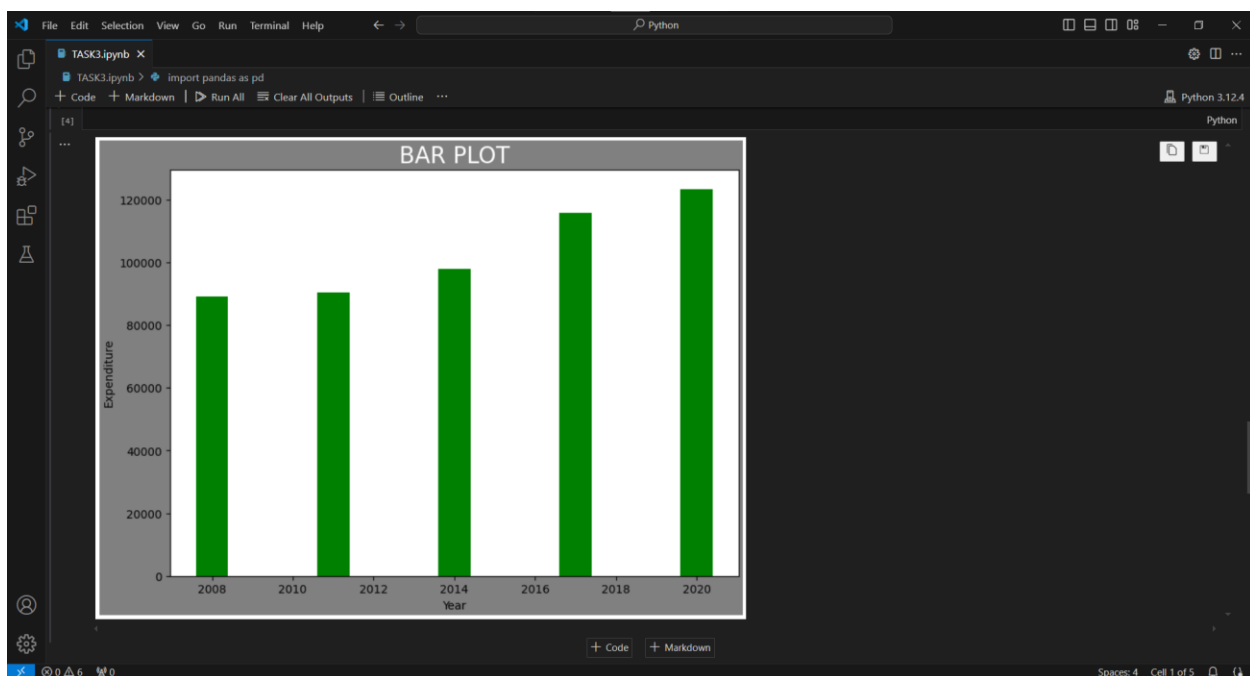 File Edit Selection View Go Run Terminal Help Python
TASK3.ipynb
TASK3.ipynb > import pandas as pd
+ Code + Markdown Run All Clear All Outputs Outline ... Python 3.12.4
[4] Python
...
BAR PLOT
120000
100000
80000
60000
40000
20000
0
Expenditure
2008 2010 2012 2014 2016 2018 2020
Year
+ Code + Markdown
0 6 0 Spaces: 4 Cell 1 of 5